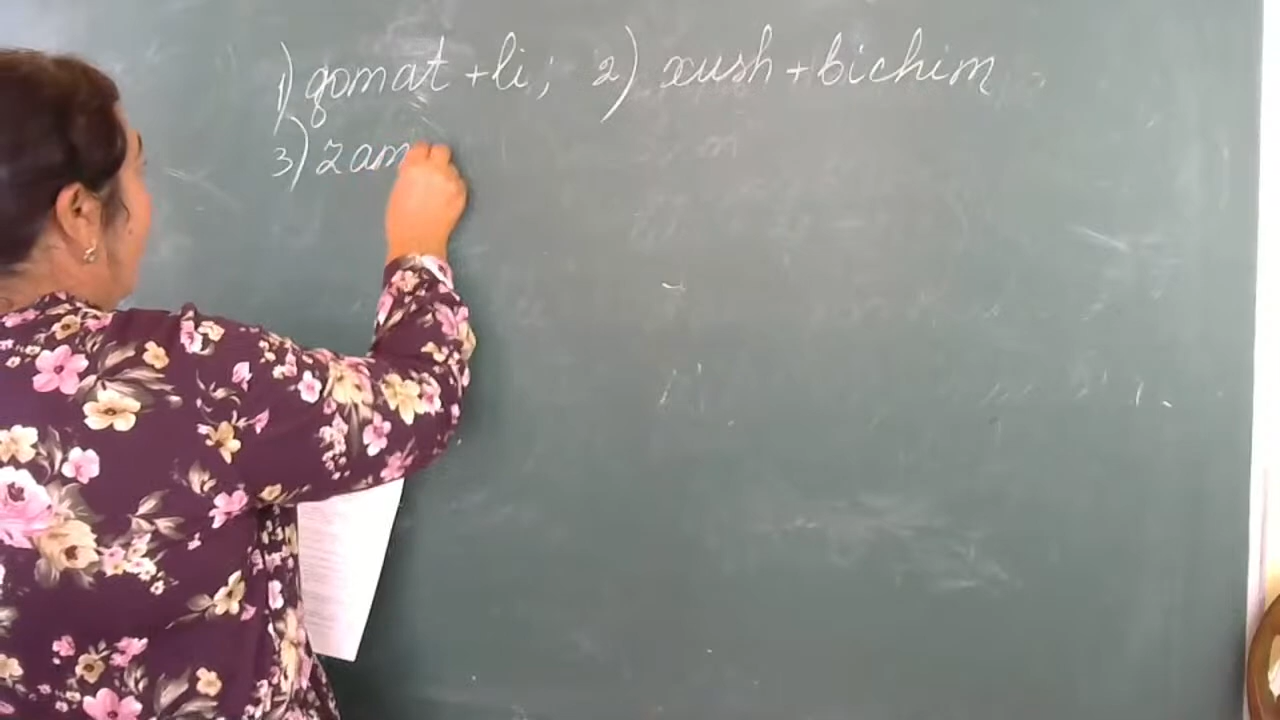 1) qomat + li; 2) xush + bichim
3) zam